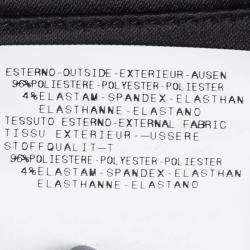 ESTERNO-OUTSIDE-EXTERIEUR-AUSEN
96%POLIESTERE-POLYESTER-POLIESTER
4%ELASTAM-SPANDEX-ELASTHAN
ELASTHANNE-ELASTANO
TESSUTO ESTERNO-EXTERNAL FABRIC
TISSU EXTERIEUR-—USSERE
STOFFQUALIT-T
96%POLIESTERE-POLYESTER-POLIESTER
4%ELASTAM-SPANDEX-ELASTHAN
ELASTHANNE-ELASTANO